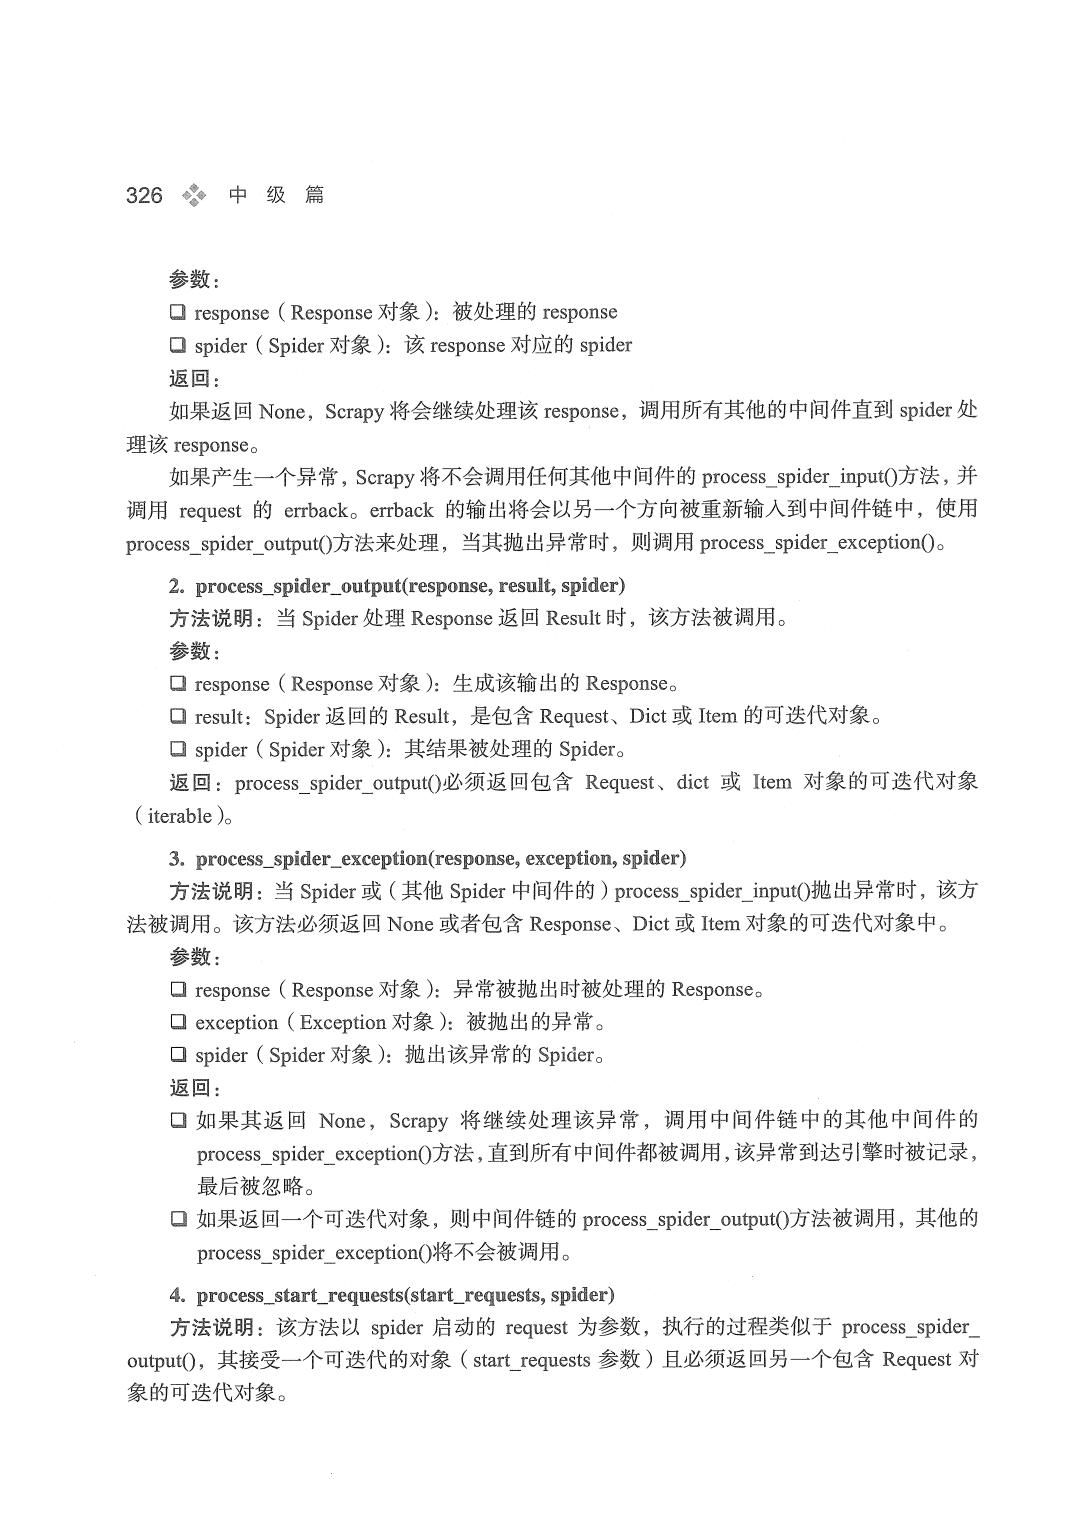 326 中级篇
参数：
❑ response（Response 对象）：被处理的 response
❑ spider（Spider 对象）：该 response 对应的 spider
返回：
如果返回 None，Scrapy 将会继续处理该 response，调用所有其他的中间件直到 spider 处
理该 response。
如果产生一个异常，Scrapy 将不会调用任何其他中间件的 process_spider_input()方法，并
调用 request 的 errback。errback 的输出将会以另一个方向被重新输入到中间件链中，使用
process_spider_output()方法来处理，当其抛出异常时，则调用 process_spider_exception()。
2. process_spider_output(response, result, spider)
方法说明：当 Spider 处理 Response 返回 Result 时，该方法被调用。
参数：
❑ response（Response 对象）：生成该输出的 Response。
❑ result：Spider 返回的 Result，是包含 Request、Dict 或 Item 的可迭代对象。
❑ spider（Spider 对象）：其结果被处理的 Spider。
返回：process_spider_output()必须返回包含 Request、dict 或 Item 对象的可迭代对象
（iterable）。
3. process_spider_exception(response, exception, spider)
方法说明：当 Spider 或（其他 Spider 中间件的）process_spider_input()抛出异常时，该方
法被调用。该方法必须返回 None 或者包含 Response、Dict 或 Item 对象的可迭代对象中。
参数：
❑ response（Response 对象）：异常被抛出时被处理的 Response。
❑ exception（Exception 对象）：被抛出的异常。
❑ spider（Spider 对象）：抛出该异常的 Spider。
返回：
❑ 如果其返回 None，Scrapy 将继续处理该异常，调用中间件链中的其他中间件的
process_spider_exception()方法，直到所有中间件都被调用，该异常到达引擎时被记录，
最后被忽略。
❑ 如果返回一个可迭代对象，则中间件链的 process_spider_output()方法被调用，其他的
process_spider_exception()将不会被调用。
4. process_start_requests(start_requests, spider)
方法说明：该方法以 spider 启动的 request 为参数，执行的过程类似于 process_spider_
output()，其接受一个可迭代的对象（start_requests 参数）且必须返回另一个包含 Request 对
象的可迭代对象。